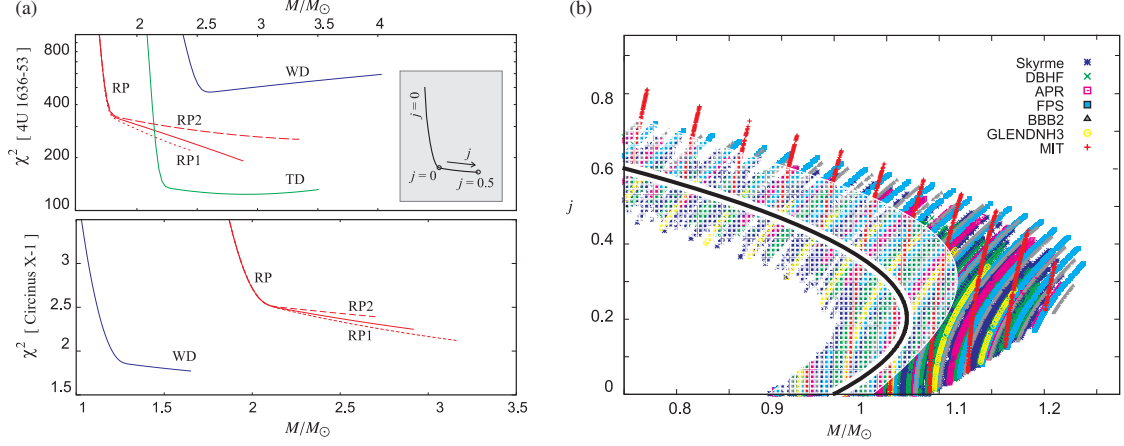 (a)
M/M☉
2 2.5 3 3.5 4
800
400
200
100
χ² [ 4U 1636-53]
RP
WD
RP2
RP1
TD
j=0
j
j=0
j=0.5
3
2.5
2
1.5
χ² [ Circinus X-1]
RP
RP2
RP1
WD
1 1.5 2 2.5 3 3.5
M/M☉
(b)
Skyrme
DBHF
APR
FPS
BBB2
GLENDNH3
MIT
0.8
0.6
j
0.4
0.2
0
0.8 0.9 1 1.1 1.2
M/M☉